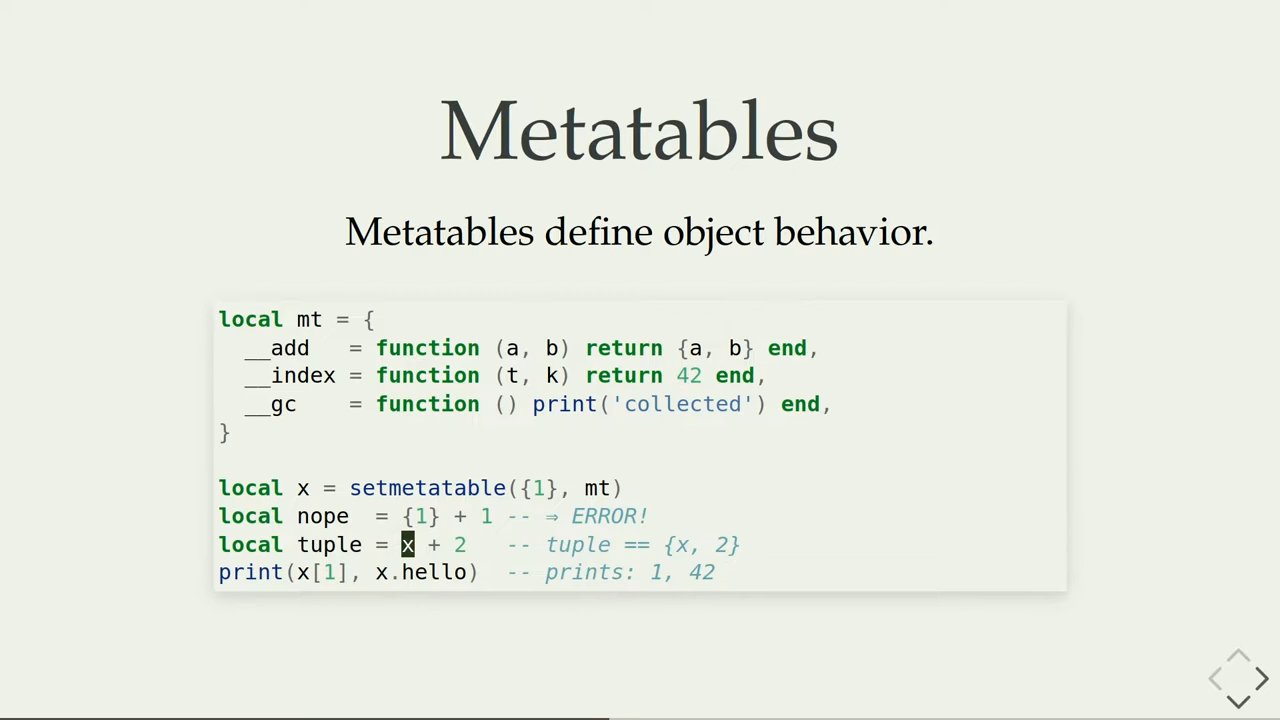 Metatables
Metatables define object behavior.
local mt = {
  __add   = function (a, b) return {a, b} end,
  __index = function (t, k) return 42 end,
  __gc    = function () print('collected') end,
}
local x = setmetatable({1}, mt)
local nope  = {1} + 1 -- ⇒ ERROR!
local tuple = x + 2   -- tuple == {x, 2}
print(x[1], x.hello)  -- prints: 1, 42